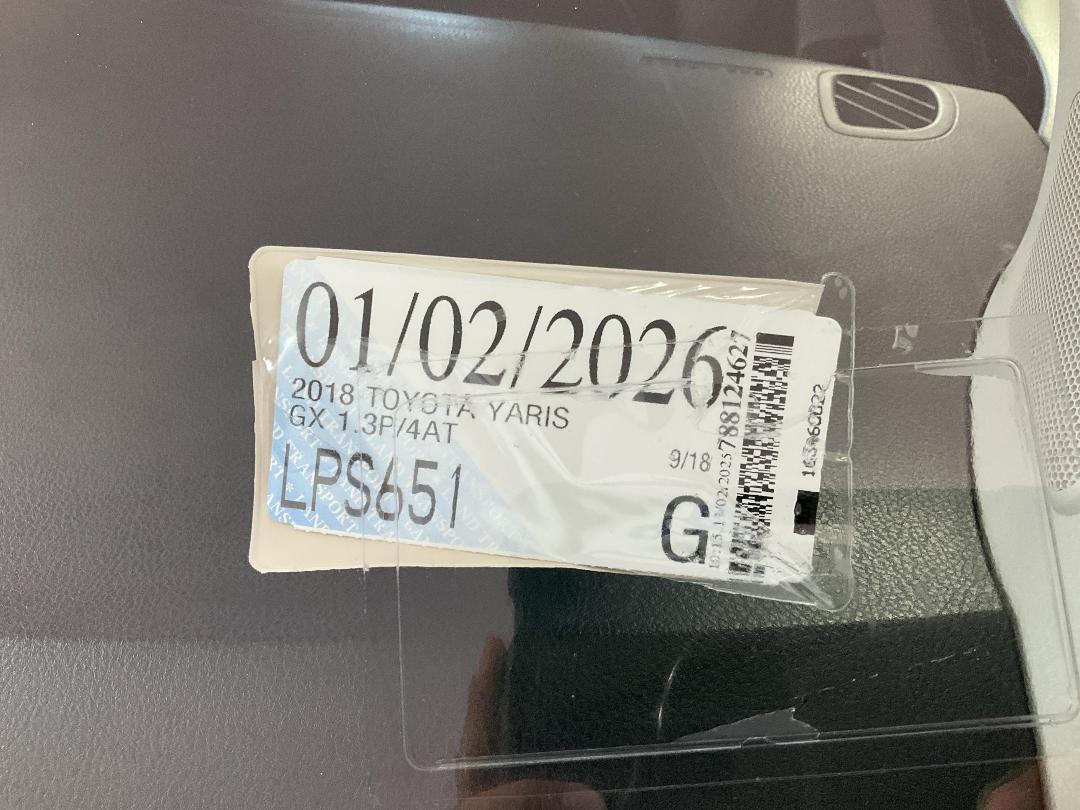 01/02/2026
2018 TOYOTA YARIS
GX 1.3P/4AT
9/18
LPS651
G
788124627